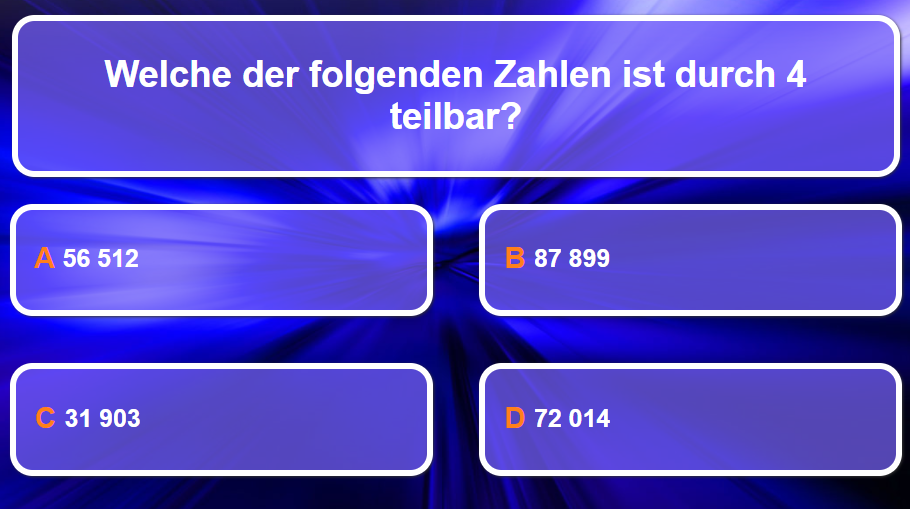 Welche der folgenden Zahlen ist durch 4
teilbar?
A 56 512
B 87 899
C 31 903
D 72 014